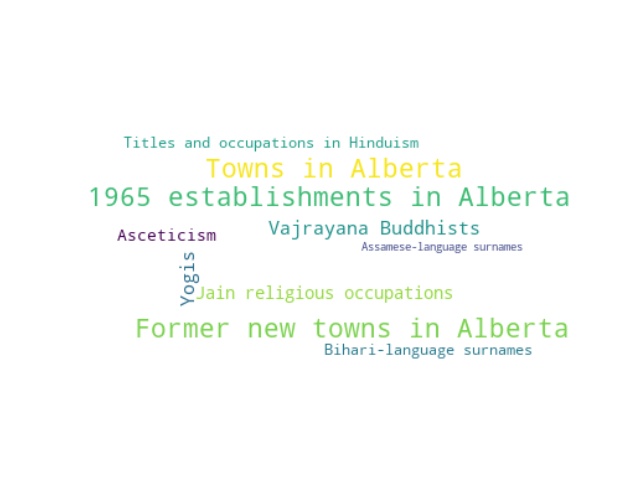 Titles and occupations in Hinduism
Towns in Alberta
1965 establishments in Alberta
Vajrayana Buddhists
Asceticism
Assamese-language surnames
Yogis
Jain religious occupations
Former new towns in Alberta
Bihari-language surnames